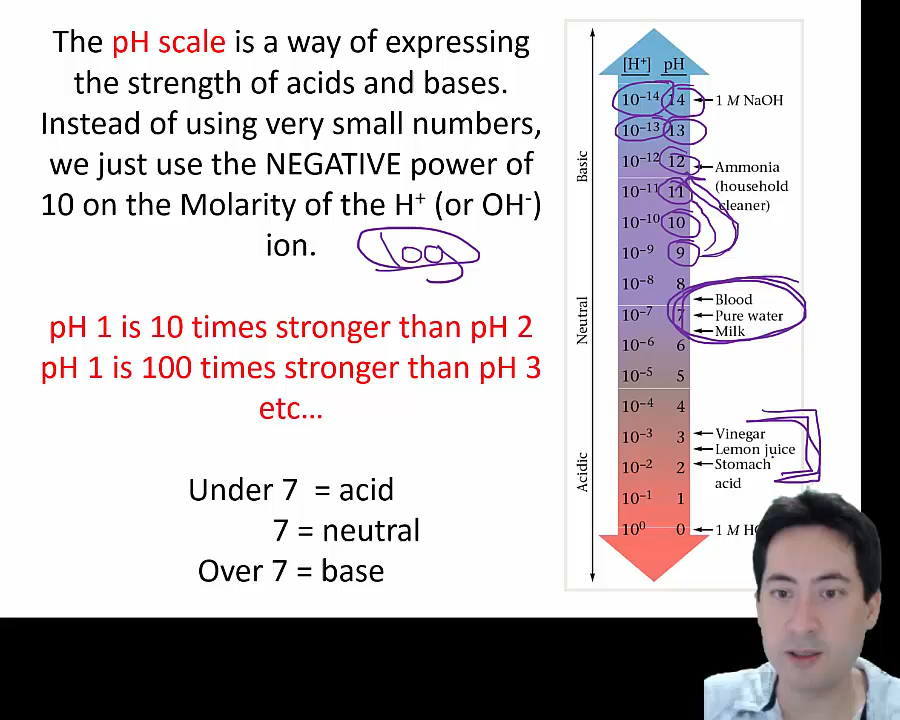 The pH scale is a way of expressing
the strength of acids and bases.
Instead of using very small numbers,
we just use the NEGATIVE power of
10 on the Molarity of the H⁺ (or OH⁻)
ion.
log
pH 1 is 10 times stronger than pH 2
pH 1 is 100 times stronger than pH 3
etc...
Under 7 = acid
7 = neutral
Over 7 = base
[H⁺] pH
10⁻¹⁴ 14 1 M NaOH
10⁻¹³ 13
10⁻¹² 12 Ammonia
10⁻¹¹ 11 (household
cleaner)
10⁻¹⁰ 10
10⁻⁹ 9
10⁻⁸ 8
Blood
10⁻⁷ 7 Pure water
Milk
10⁻⁶ 6
10⁻⁵ 5
10⁻⁴ 4
10⁻³ 3 Vinegar
Lemon juice
10⁻² 2 Stomach
acid
10⁻¹ 1
10⁰ 0 1 M
Basic
Neutral
Acidic